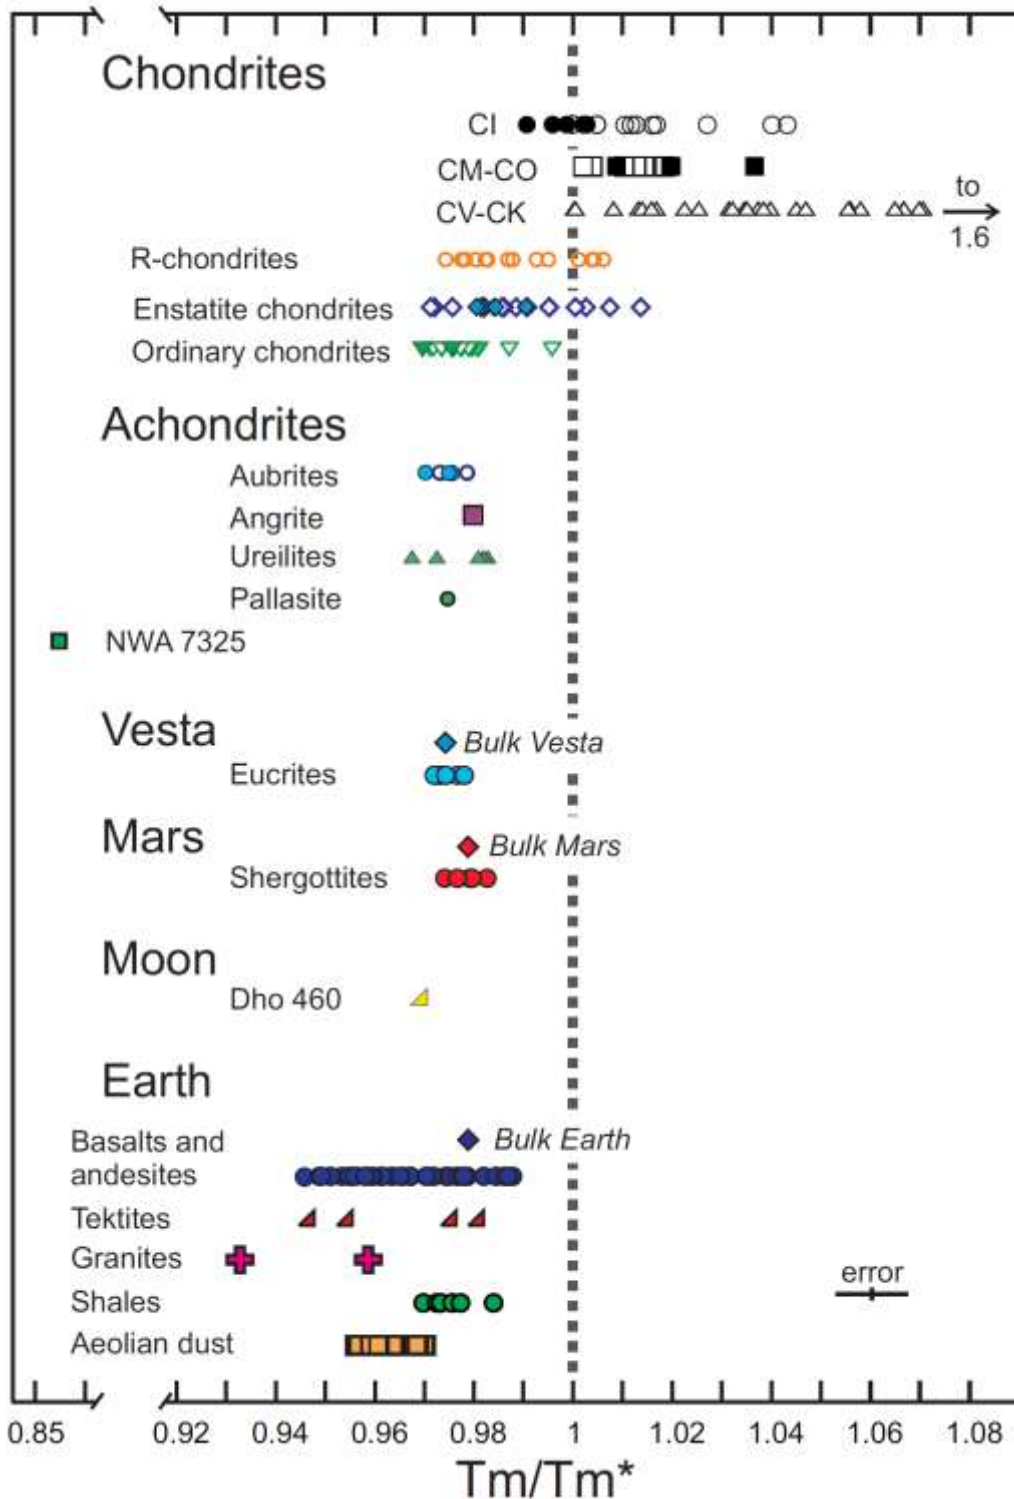 Chondrites
CI
CM-CO
CV-CK
to
1.6
R-chondrites
Enstatite chondrites
Ordinary chondrites
Achondrites
Aubrites
Angrite
Ureilites
Pallasite
NWA 7325
Vesta
Bulk Vesta
Eucrites
Mars
Bulk Mars
Shergottites
Moon
Dho 460
Earth
Basalts and
andesites
Bulk Earth
Tektites
Granites
error
Shales
Aeolian dust
0.85 0.92 0.94 0.96 0.98 1 1.02 1.04 1.06 1.08
Tm/Tm*